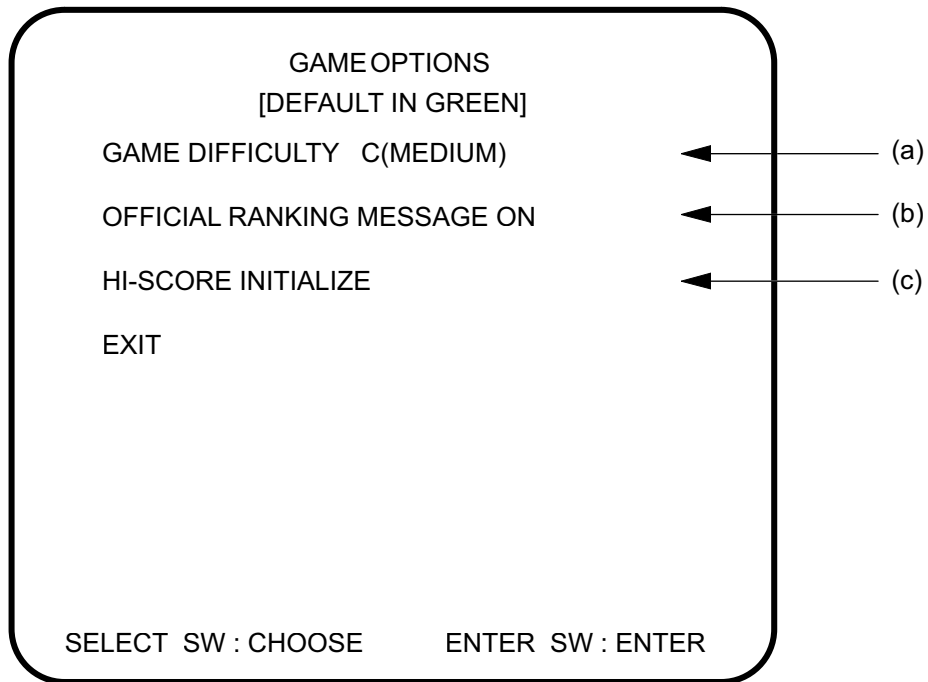 GAME OPTIONS
[DEFAULT IN GREEN]
GAME DIFFICULTY C(MEDIUM) (a)
OFFICIAL RANKING MESSAGE ON (b)
HI-SCORE INITIALIZE (c)
EXIT
SELECT SW : CHOOSE ENTER SW : ENTER